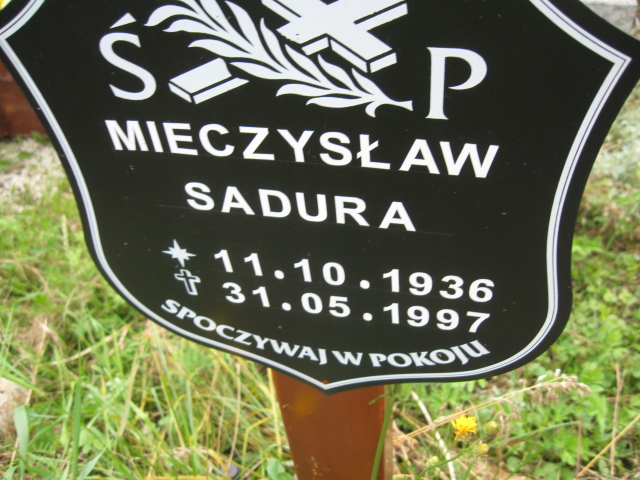 Ś P
MIECZYSŁAW
SADURA
11.10.1936
31.05.1997
SPOCZYWAJ W POKOJU